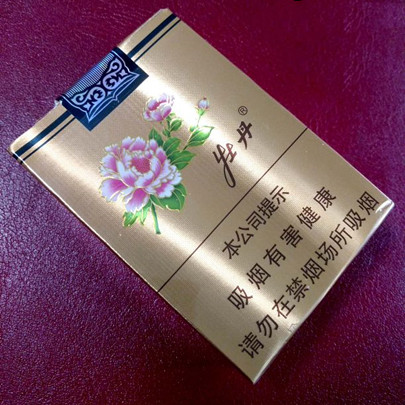 牡丹®
本公司提示
吸烟有害健康
请勿在禁烟场所吸烟